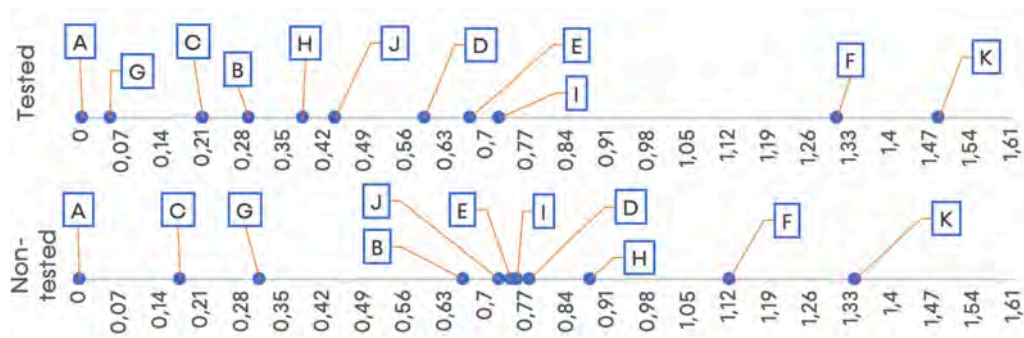 Tested
A
G
C
B
H
J
D
E
I
F
K
0 0,07 0,14 0,21 0,28 0,35 0,42 0,49 0,56 0,63 0,7 0,77 0,84 0,91 0,98 1,05 1,12 1,19 1,26 1,33 1,4 1,47 1,54 1,61
Non-
tested
A
C
G
J
B
E
I
D
H
F
K
0 0,07 0,14 0,21 0,28 0,35 0,42 0,49 0,56 0,63 0,7 0,77 0,84 0,91 0,98 1,05 1,12 1,19 1,26 1,33 1,4 1,47 1,54 1,61